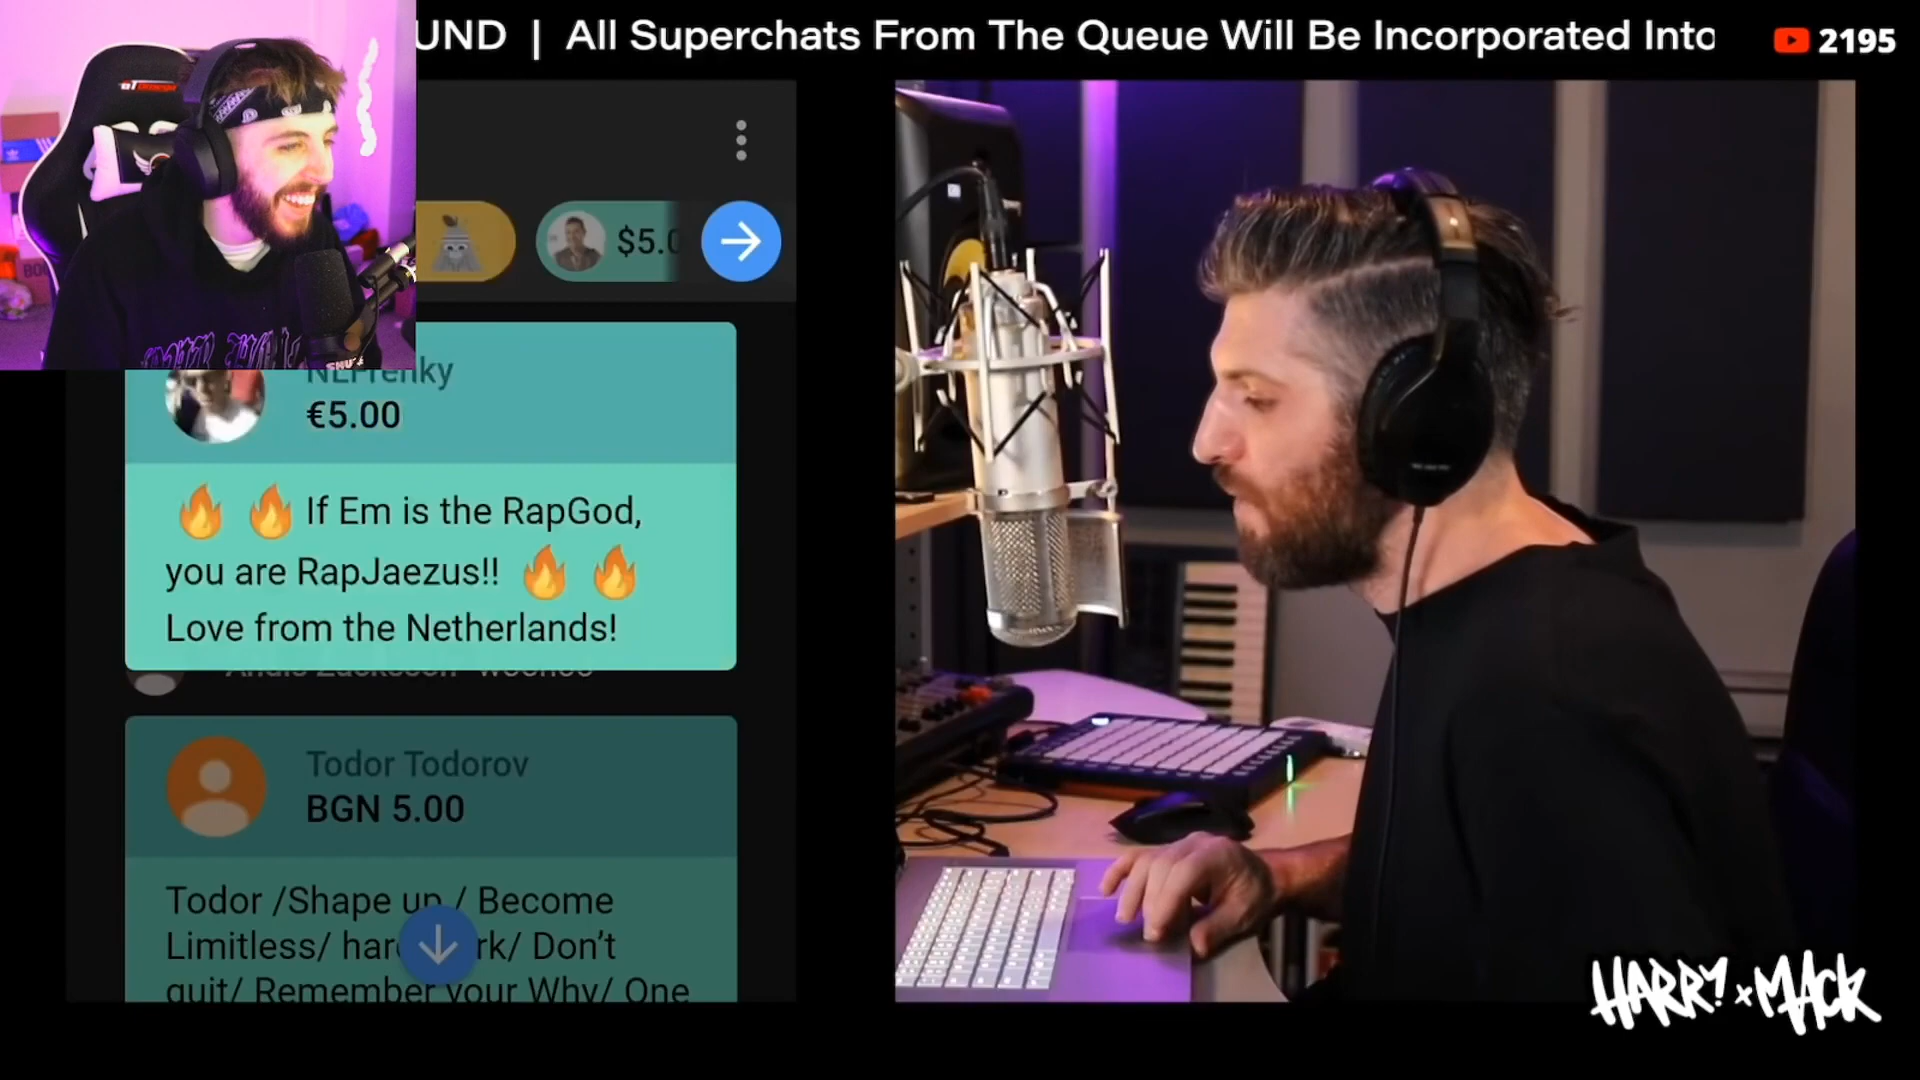 UND | All Superchats From The Queue Will Be Incorporated Into
2195
$5.0
NLFrenky
€5.00
🔥 🔥 If Em is the RapGod,
you are RapJaezus!! 🔥 🔥
Love from the Netherlands!
Todor Todorov
BGN 5.00
Todor /Shape up / Become
Limitless/ hard rk/ Don't
quit/ Remember your Why/ One
HARRY x MACK